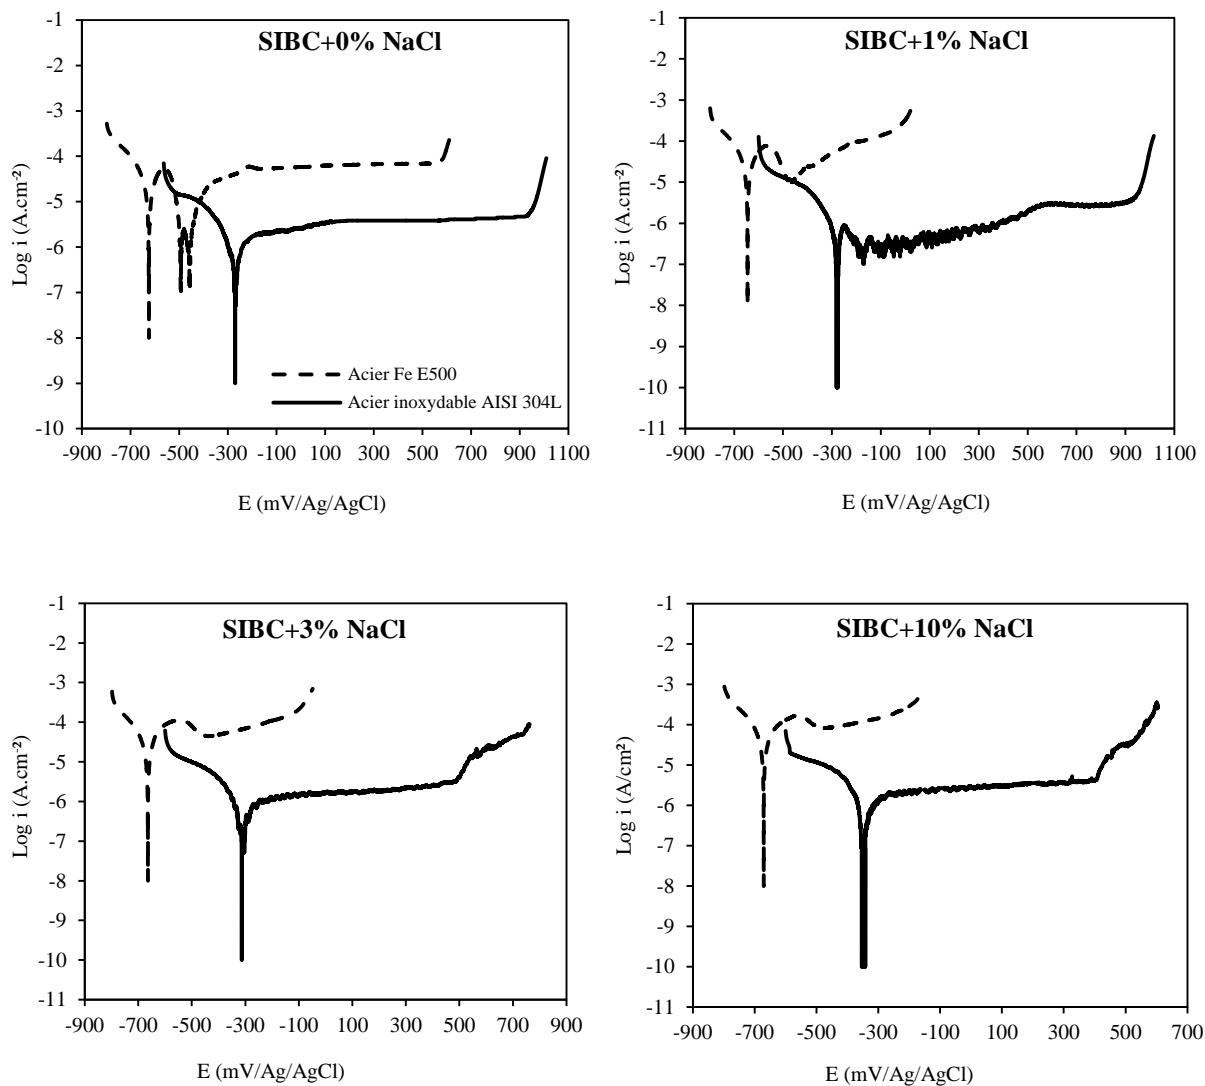 SIBC+0% NaCl
-1
-2
-3
-4
-5
-6
-7
-8
-9
-10
Log i (A.cm⁻²)
Acier Fe E500
Acier inoxydable AISI 304L
-900 -700 -500 -300 -100 100 300 500 700 900 1100
E (mV/Ag/AgCl)
SIBC+1% NaCl
-1
-2
-3
-4
-5
-6
-7
-8
-9
-10
-11
Log i (A.cm⁻²)
-900 -700 -500 -300 -100 100 300 500 700 900 1100
E (mV/Ag/AgCl)
SIBC+3% NaCl
-1
-2
-3
-4
-5
-6
-7
-8
-9
-10
-11
Log i (A.cm⁻²)
-900 -700 -500 -300 -100 100 300 500 700 900
E (mV/Ag/AgCl)
SIBC+10% NaCl
-1
-2
-3
-4
-5
-6
-7
-8
-9
-10
-11
Log i (A/cm²)
-900 -700 -500 -300 -100 100 300 500 700
E (mV/Ag/AgCl)